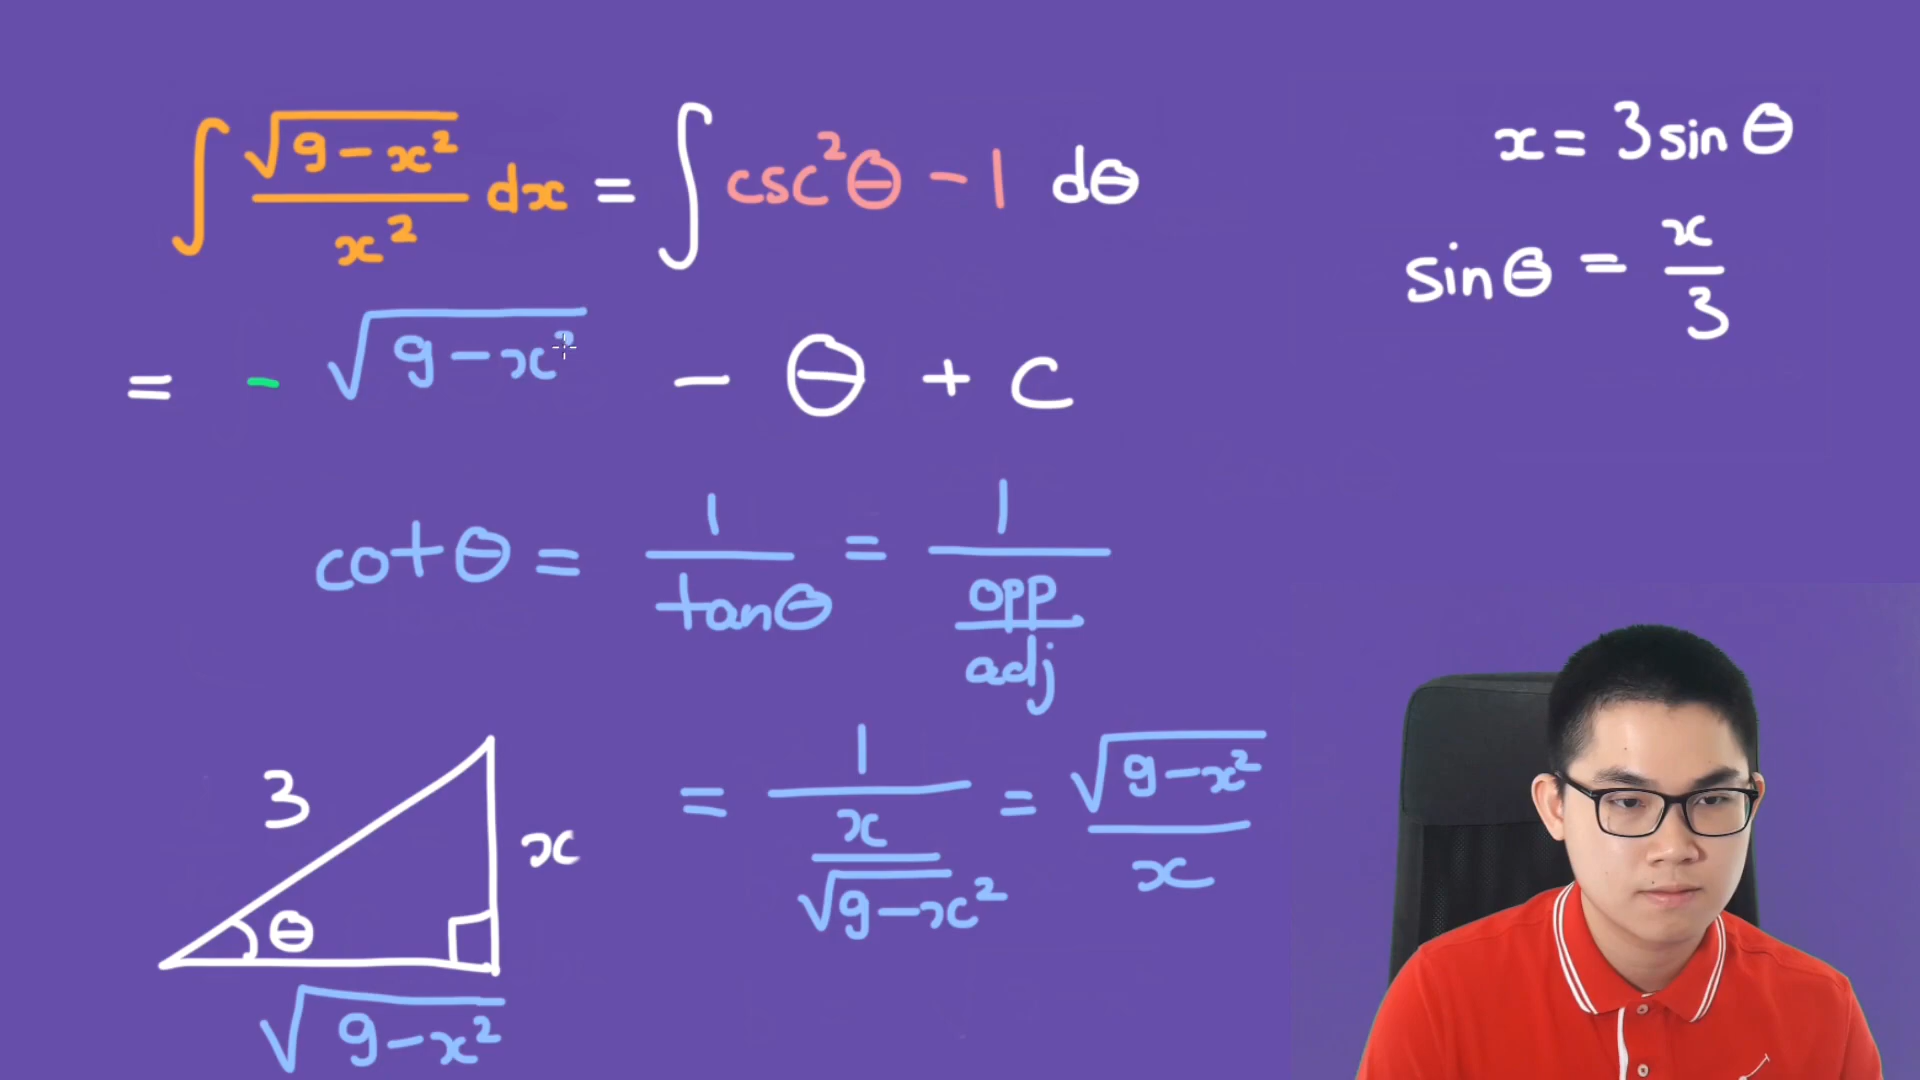 ∫ √(9-x²)/x² dx = ∫ csc²θ - 1 dθ
x = 3 sin θ
sin θ = x/3
= - √(9-x²) - θ + c
cot θ = 1/tan θ = 1/(opp/adj)
= 1/(x/√(9-x²)) = √(9-x²)/x
3
x
θ
√(9-x²)